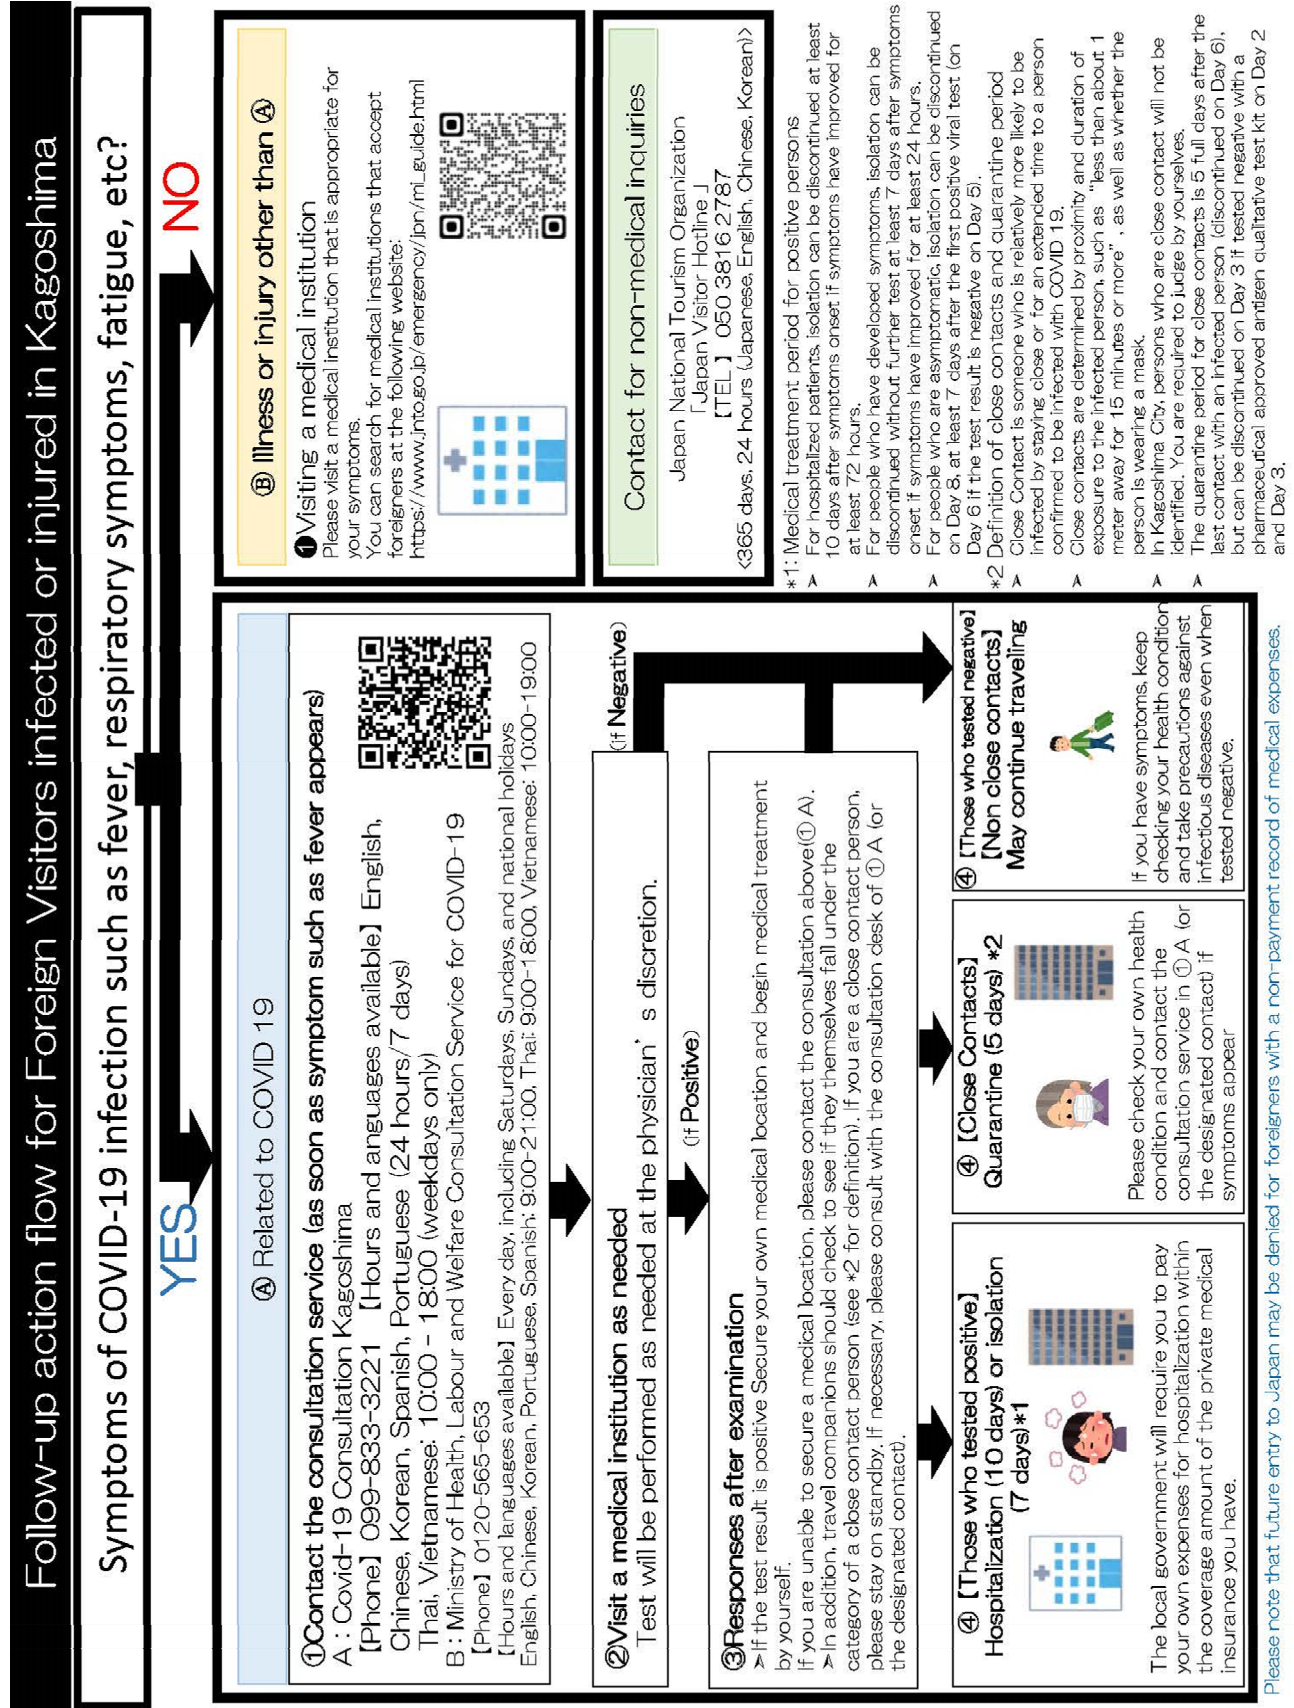 Follow-up action flow for Foreign Visitors infected or injured in Kagoshima
Symptoms of COVID-19 infection such as fever, respiratory symptoms, fatigue, etc?
YES
NO
Ⓐ Related to COVID 19
①Contact the consultation service (as soon as symptom such as fever appears)
A : Covid-19 Consultation Kagoshima
【Phone】 099-833-3221 【Hours and anguages available】 English,
Chinese, Korean, Spanish, Portuguese (24 hours/7 days)
Thai, Vietnamese: 10:00 - 18:00 (weekdays only)
B : Ministry of Health, Labour and Welfare Consultation Service for COVID-19
【Phone】 0120-565-653
【Hours and languages available】 Every day, including Saturdays, Sundays, and national holidays
English, Chinese, Korean, Portuguese, Spanish: 9:00-21:00, Thai: 9:00-18:00, Vietnamese: 10:00-19:00
②Visit a medical institution as needed
Test will be performed as needed at the physician’s discretion.
(if Negative)
(if Positive)
③Responses after examination
➢If the test result is positive Secure your own medical location and begin medical treatment
by yourself.
If you are unable to secure a medical location, please contact the consultation above(① A).
➢In addition, travel companions should check to see if they themselves fall under the
category of a close contact person (see *2 for definition). If you are a close contact person,
please stay on standby. If necessary, please consult with the consultation desk of ① A (or
the designated contact).
④【Those who tested positive】
Hospitalization (10 days) or isolation
(7 days)*1
The local government will require you to pay
your own expenses for hospitalization within
the coverage amount of the private medical
insurance you have.
④【Close Contacts】
Quarantine (5 days) *2
Please check your own health
condition and contact the
consultation service in ① A (or
the designated contact) if
symptoms appear
④【Those who tested negative】
【Non close contacts】
May continue traveling
If you have symptoms, keep
checking your health condition
and take precautions against
infectious diseases even when
tested negative.
Ⓑ Illness or injury other than Ⓐ
❶Visiting a medical institution
Please visit a medical institution that is appropriate for
your symptoms.
You can search for medical institutions that accept
foreigners at the following website:
https://www.jnto.go.jp/emergency/jpn/mi_guide.html
Contact for non-medical inquiries
Japan National Tourism Organization
「Japan Visitor Hotline」
【TEL】 050 3816 2787
<365 days, 24 hours (Japanese, English, Chinese, Korean)>
*1: Medical treatment period for positive persons
➢ For hospitalized patients, isolation can be discontinued at least
10 days after symptoms onset if symptoms have improved for
at least 72 hours.
➢ For people who have developed symptoms, isolation can be
discontinued without further test at least 7 days after symptoms
onset if symptoms have improved for at least 24 hours.
➢ For people who are asymptomatic, isolation can be discontinued
on Day 8, at least 7 days after the first positive viral test (on
Day 6 if the test result is negative on Day 5).
*2 Definition of close contacts and quarantine period
➢ Close Contact is someone who is relatively more likely to be
infected by staying close or for an extended time to a person
confirmed to be infected with COVID 19.
➢ Close contacts are determined by proximity and duration of
exposure to the infected person, such as “less than about 1
meter away for 15 minutes or more”, as well as whether the
person is wearing a mask.
➢ In Kagoshima City, persons who are close contact will not be
identified. You are required to judge by yourselves.
➢ The quarantine period for close contacts is 5 full days after the
last contact with an infected person (discontinued on Day 6),
but can be discontinued on Day 3 if tested negative with a
pharmaceutical approved antigen qualitative test kit on Day 2
and Day 3.
Please note that future entry to Japan may be denied for foreigners with a non-payment record of medical expenses.